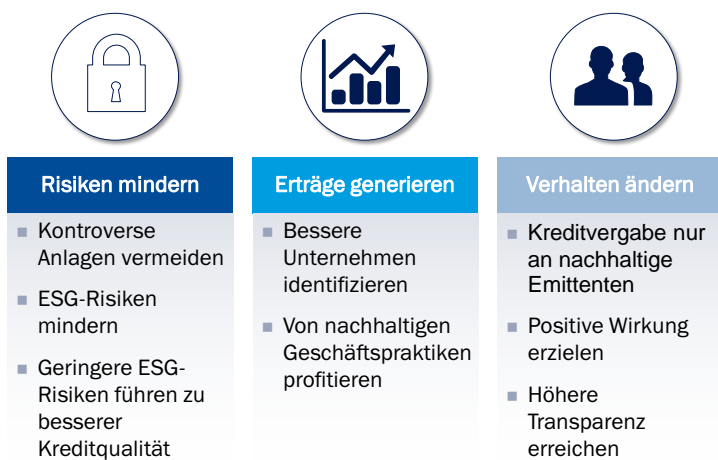 Risiken mindern
Kontroverse
Anlagen vermeiden
ESG-Risiken
mindern
Geringere ESG-
Risiken führen zu
besserer
Kreditqualität
Erträge generieren
Bessere
Unternehmen
identifizieren
Von nachhaltigen
Geschäftspraktiken
profitieren
Verhalten ändern
Kreditvergabe nur
an nachhaltige
Emittenten
Positive Wirkung
erzielen
Höhere
Transparenz
erreichen